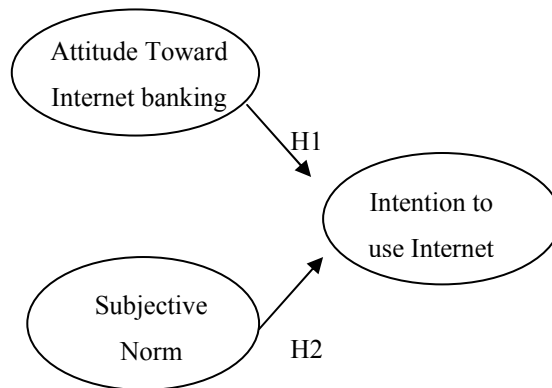 Attitude Toward
Internet banking
H1
Intention to
use Internet
Subjective
Norm
H2